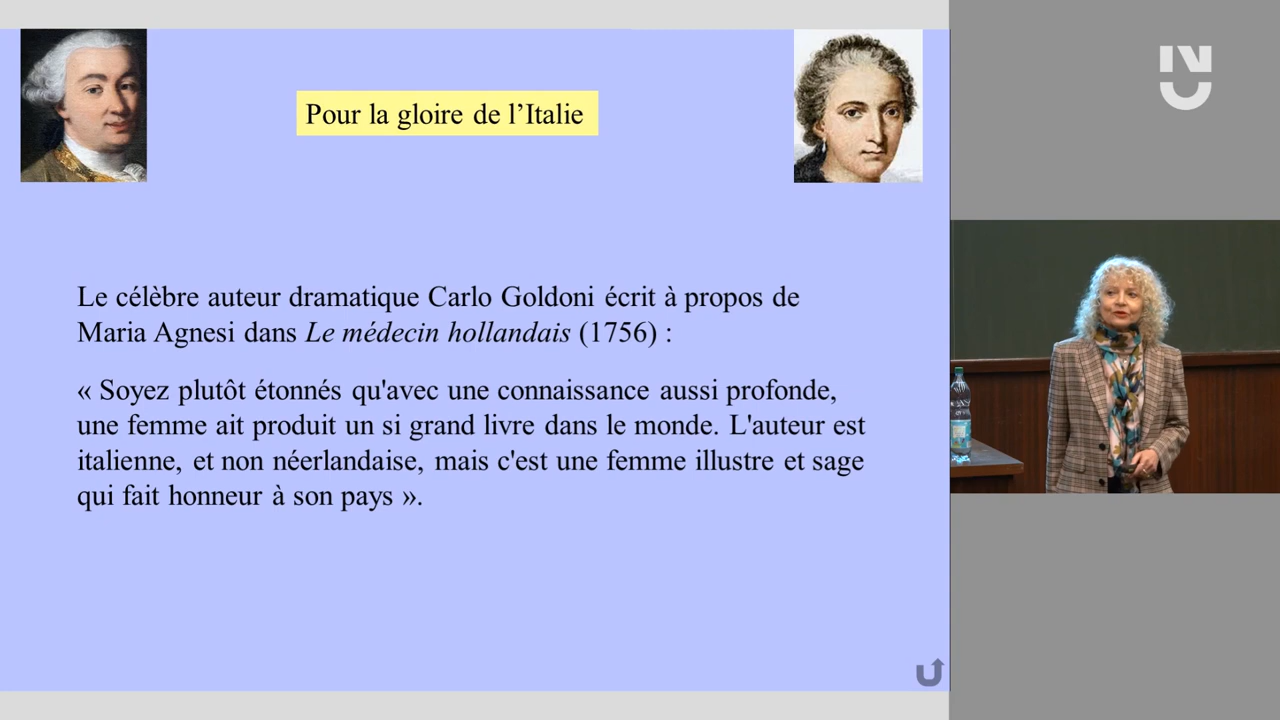 Pour la gloire de l’Italie
Le célèbre auteur dramatique Carlo Goldoni écrit à propos de
Maria Agnesi dans Le médecin hollandais (1756) :
« Soyez plutôt étonnés qu'avec une connaissance aussi profonde,
une femme ait produit un si grand livre dans le monde. L'auteur est
italienne, et non néerlandaise, mais c'est une femme illustre et sage
qui fait honneur à son pays ».